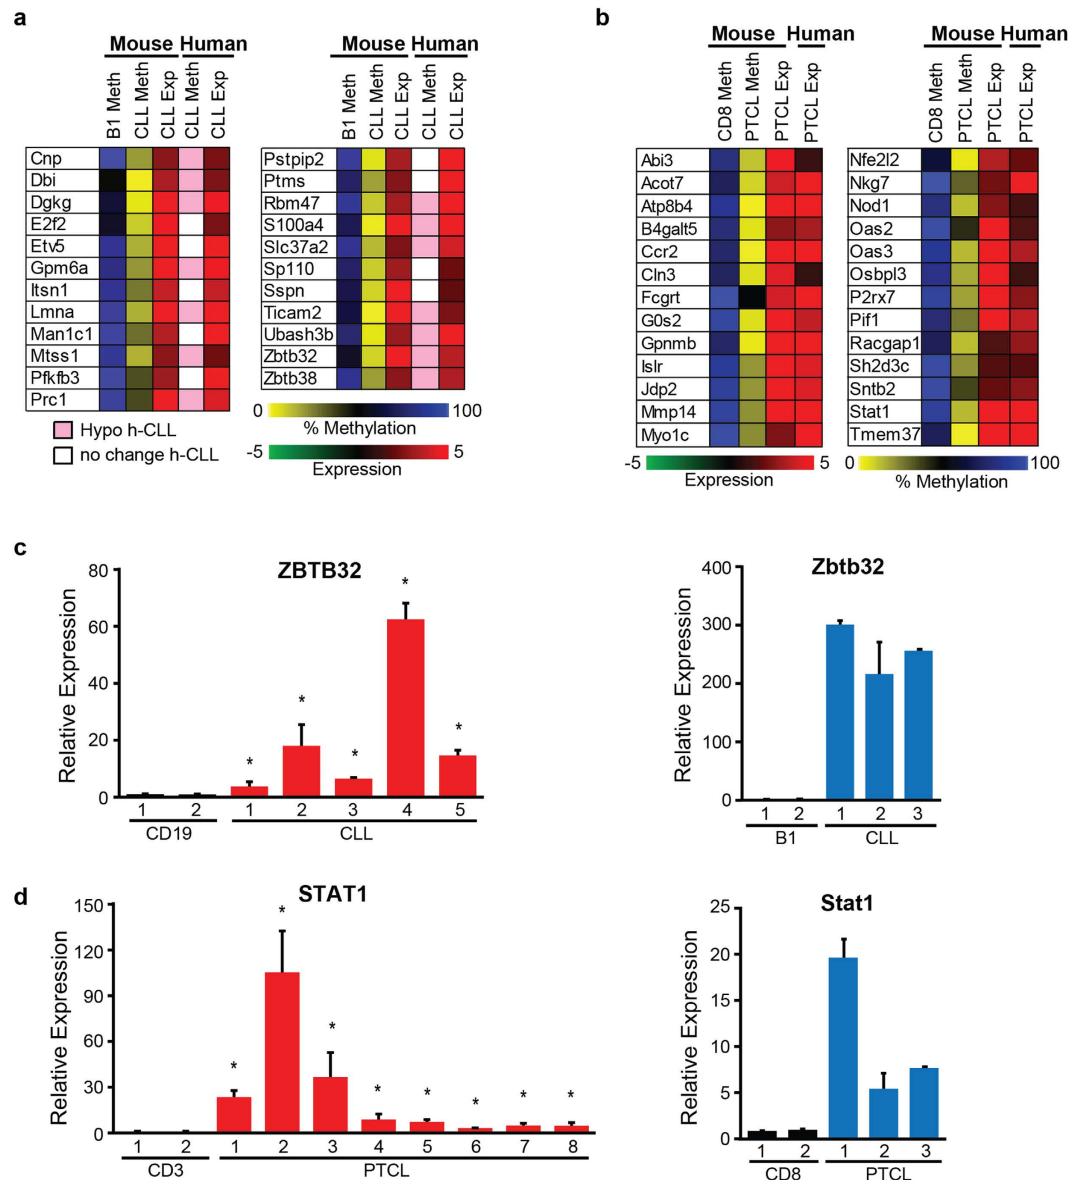 a
Mouse Human
B1 Meth
CLL Meth
CLL Exp
CLL Meth
CLL Exp
Cnp
Dbi
Dgkg
E2f2
Etv5
Gpm6a
Itsn1
Lmna
Man1c1
Mtss1
Pfkfb3
Prc1
Hypo h-CLL
no change h-CLL
Mouse Human
B1 Meth
CLL Meth
CLL Exp
CLL Meth
CLL Exp
Pstpip2
Ptms
Rbm47
S100a4
Slc37a2
Sp110
Sspn
Ticam2
Ubash3b
Zbtb32
Zbtb38
0 100
% Methylation
-5 5
Expression
b
Mouse Human
CD8 Meth
PTCL Meth
PTCL Exp
PTCL Exp
Abi3
Acot7
Atp8b4
B4galt5
Ccr2
Cln3
Fcgrt
G0s2
Gpnmb
Islr
Jdp2
Mmp14
Myo1c
-5 5
Expression
Mouse Human
CD8 Meth
PTCL Meth
PTCL Exp
PTCL Exp
Nfe2l2
Nkg7
Nod1
Oas2
Oas3
Osbpl3
P2rx7
Pif1
Racgap1
Sh2d3c
Sntb2
Stat1
Tmem37
0 100
% Methylation
c
ZBTB32
Relative Expression
80
60
40
20
0
* * * * *
1 2 1 2 3 4 5
CD19 CLL
Zbtb32
Relative Expression
400
300
200
100
0
1 2 1 2 3
B1 CLL
d
STAT1
Relative Expression
150
120
90
60
30
0
* * * * * * * *
1 2 1 2 3 4 5 6 7 8
CD3 PTCL
Stat1
Relative Expression
25
20
15
10
5
0
1 2 1 2 3
CD8 PTCL